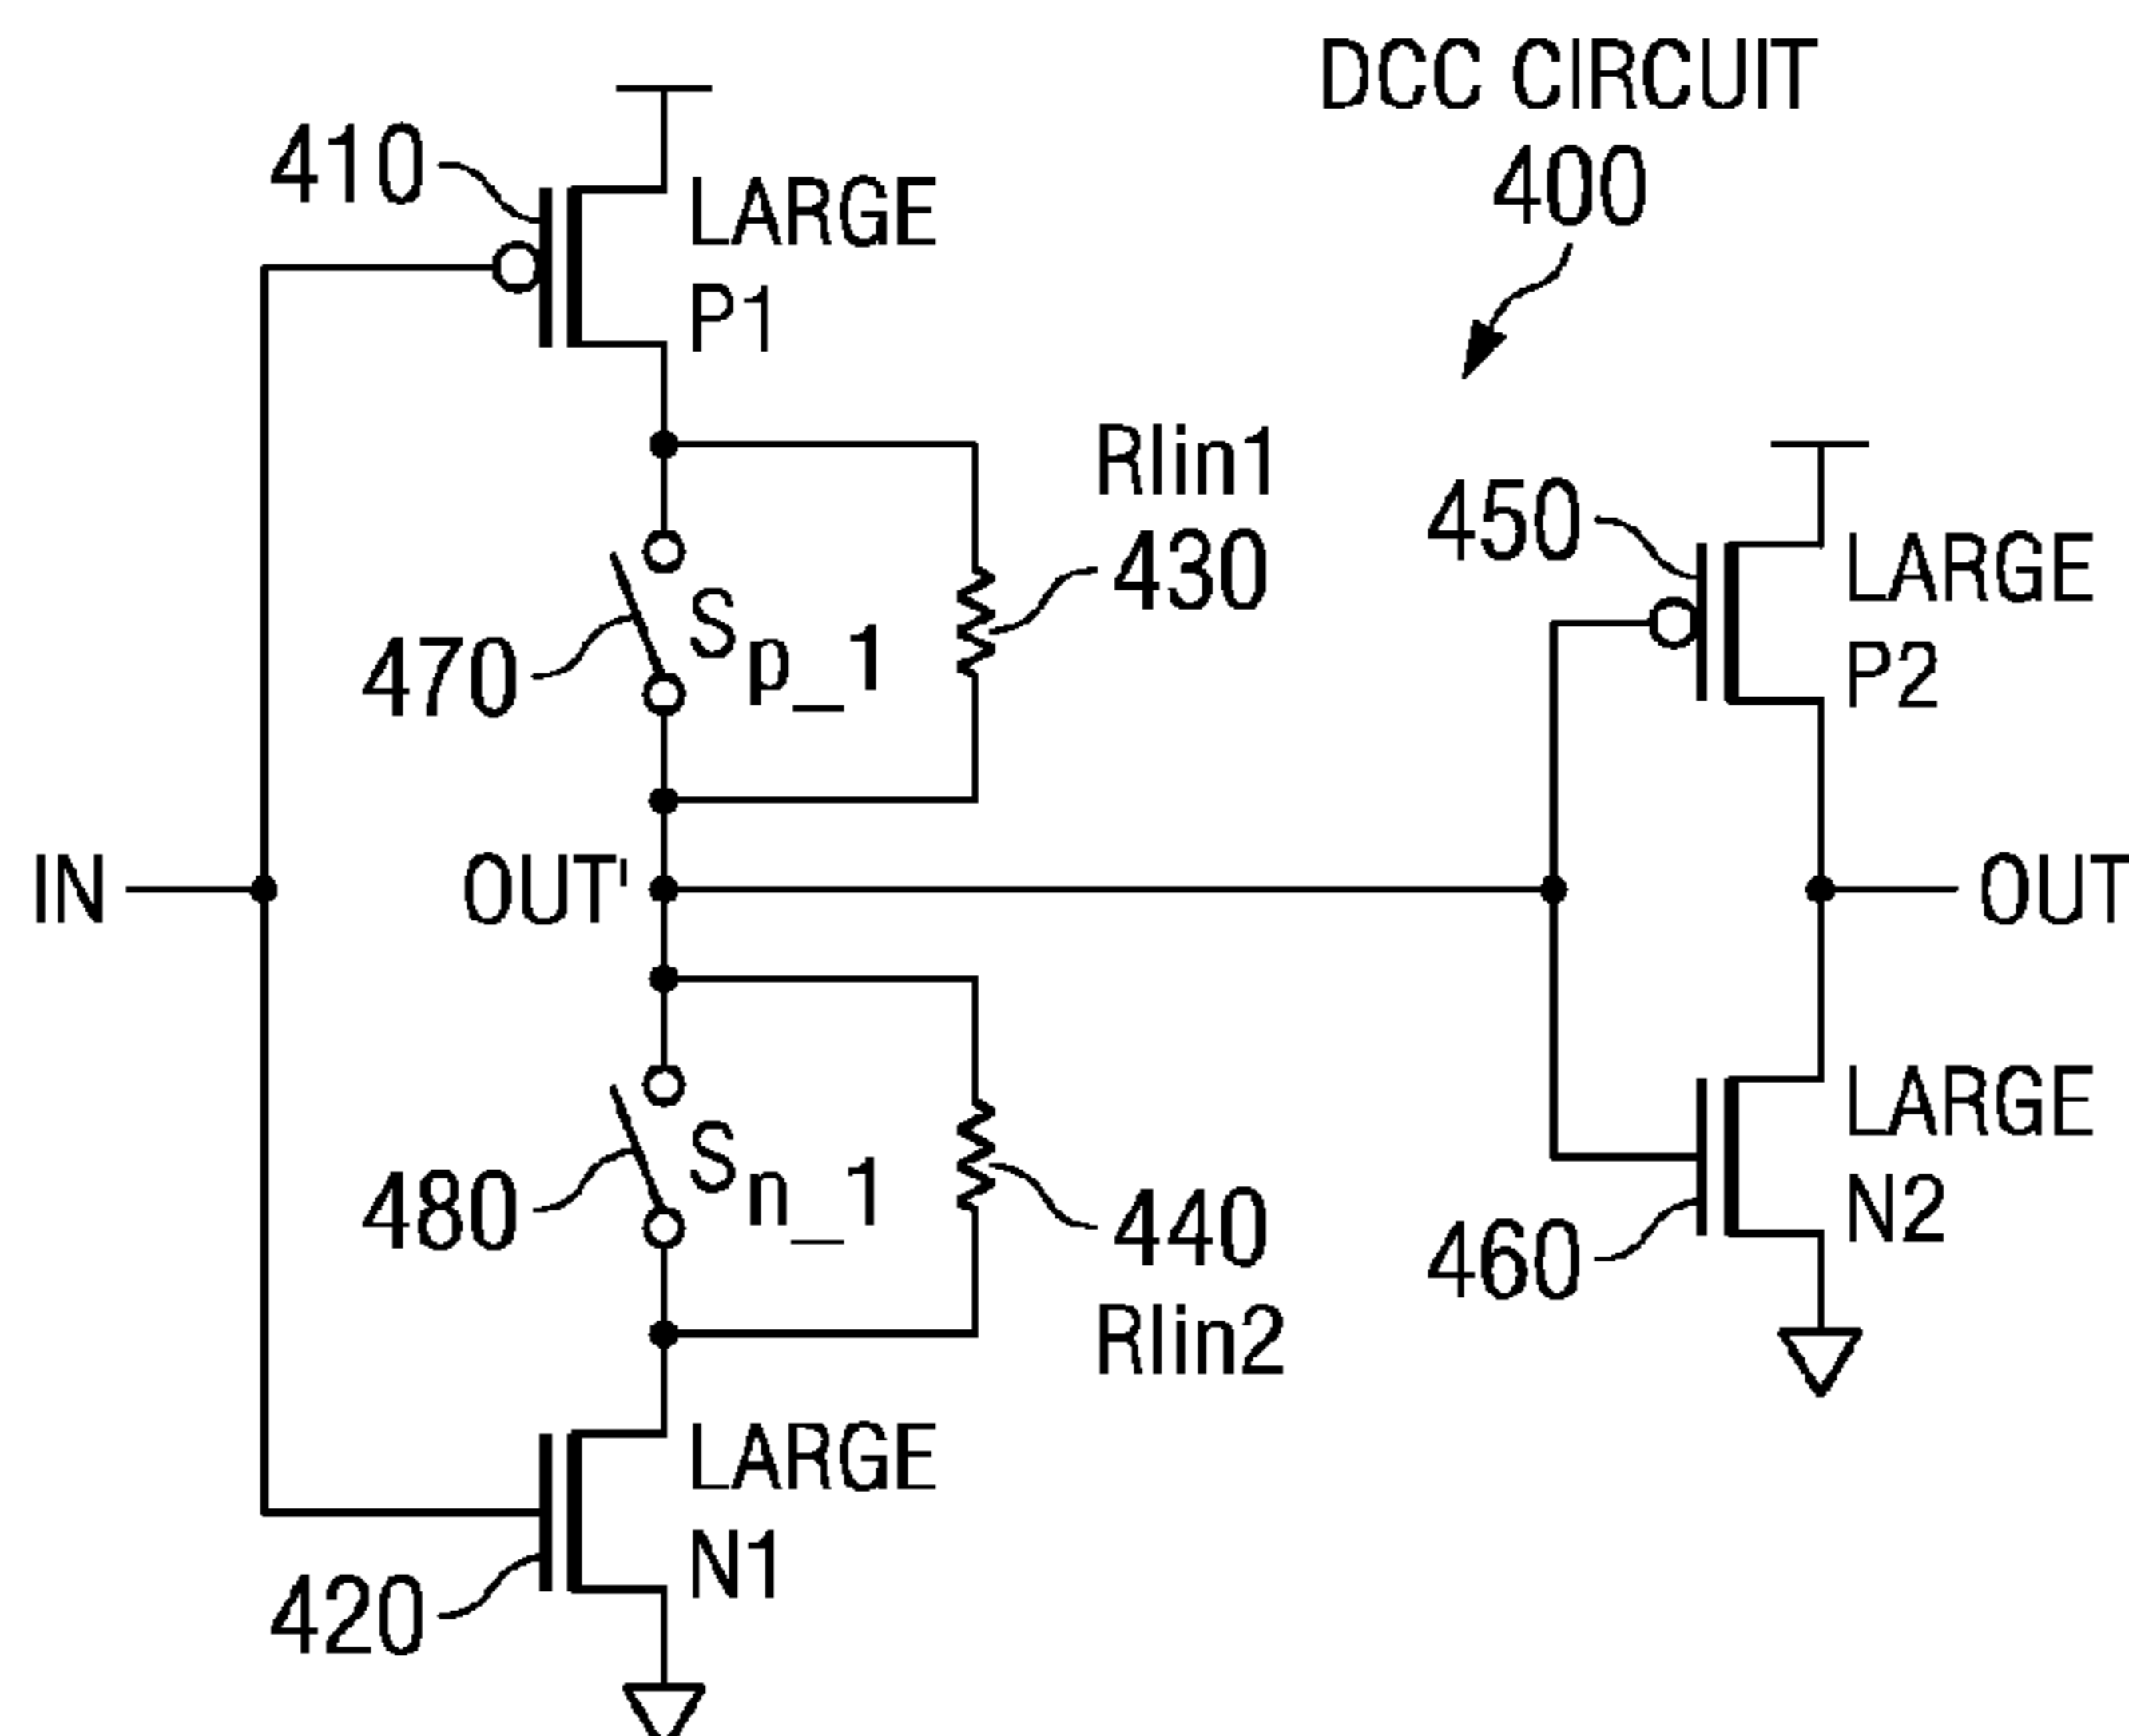 DCC CIRCUIT
400
410
LARGE
P1
Rlin1
430
470
Sp_1
450
LARGE
P2
IN
OUT'
OUT
480
Sn_1
440
Rlin2
LARGE
N2
460
LARGE
N1
420